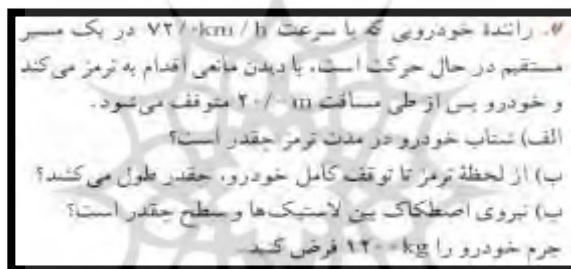 ۷. رانندهٔ خودرویی که با سرعت ۷۲/۰km/h در یک مسیر
مستقیم در حال حرکت است، با دیدن مانعی اقدام به ترمز می‌کند
و خودرو پس از طی مسافت ۲۰/۰ m متوقف می‌شود.
الف) شتاب خودرو در مدت ترمز چقدر است؟
ب) از لحظهٔ ترمز تا توقف کامل خودرو، چقدر طول می‌کشد؟
پ) نیروی اصطکاک بین لاستیک‌ها و سطح چقدر است؟
جرم خودرو را ۱۲۰۰kg فرض کنید.